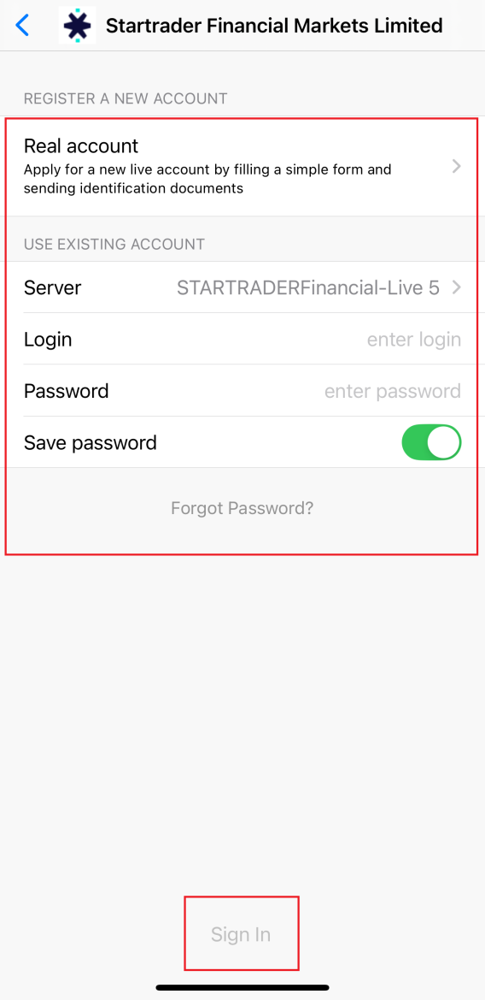 Startrader Financial Markets Limited
REGISTER A NEW ACCOUNT
Real account
Apply for a new live account by filling a simple form and
sending identification documents
USE EXISTING ACCOUNT
Server STARTRADERFinancial-Live 5
Login enter login
Password enter password
Save password
Forgot Password?
Sign In